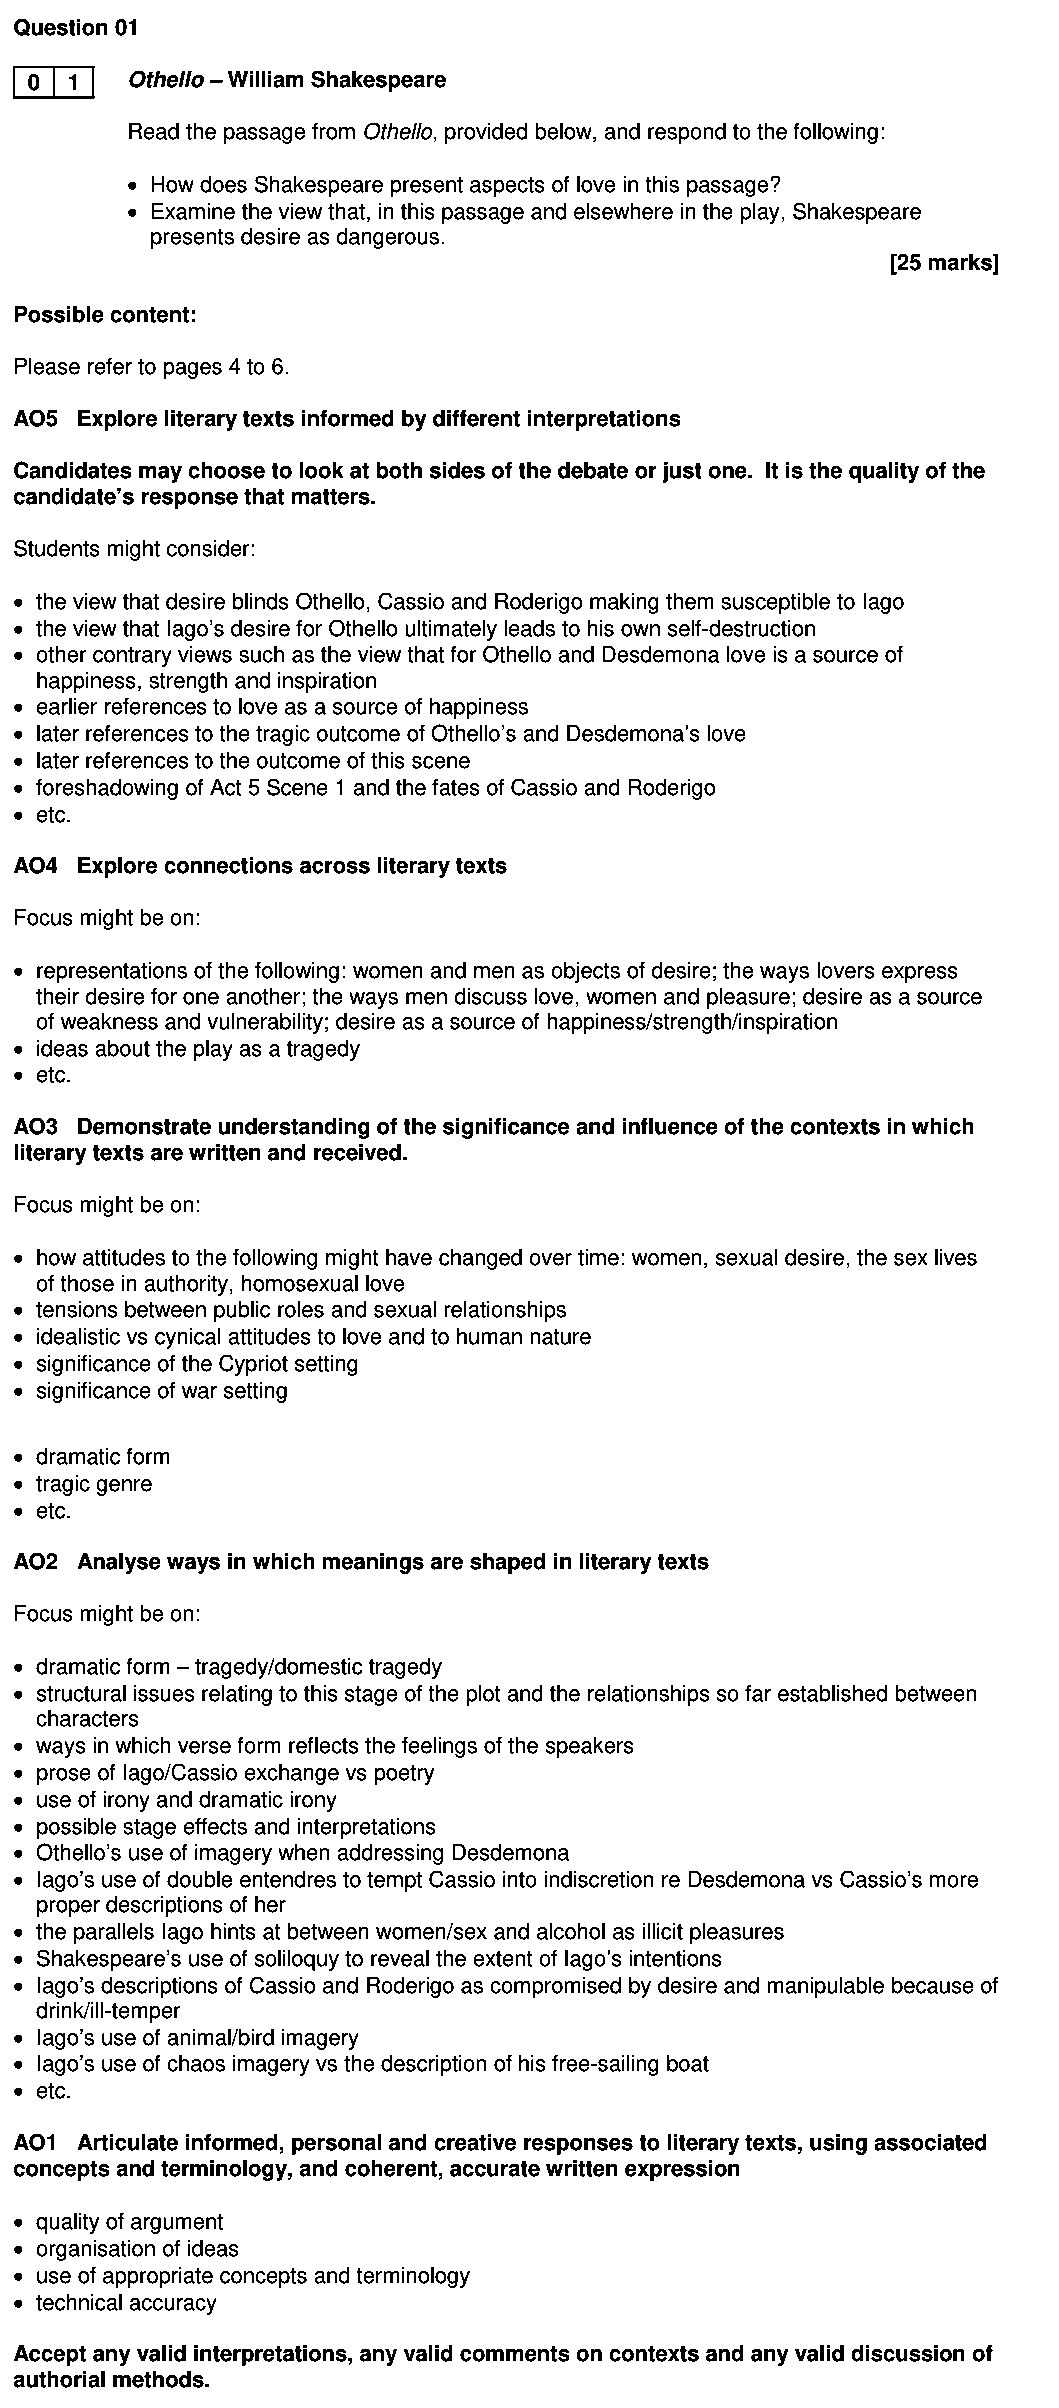 Question 01
0 1 Othello – William Shakespeare
Read the passage from Othello, provided below, and respond to the following:
• How does Shakespeare present aspects of love in this passage?
• Examine the view that, in this passage and elsewhere in the play, Shakespeare
presents desire as dangerous.
[25 marks]
Possible content:
Please refer to pages 4 to 6.
AO5 Explore literary texts informed by different interpretations
Candidates may choose to look at both sides of the debate or just one. It is the quality of the
candidate's response that matters.
Students might consider:
• the view that desire blinds Othello, Cassio and Roderigo making them susceptible to Iago
• the view that Iago's desire for Othello ultimately leads to his own self-destruction
• other contrary views such as the view that for Othello and Desdemona love is a source of
happiness, strength and inspiration
• earlier references to love as a source of happiness
• later references to the tragic outcome of Othello's and Desdemona's love
• later references to the outcome of this scene
• foreshadowing of Act 5 Scene 1 and the fates of Cassio and Roderigo
• etc.
AO4 Explore connections across literary texts
Focus might be on:
• representations of the following: women and men as objects of desire; the ways lovers express
their desire for one another; the ways men discuss love, women and pleasure; desire as a source
of weakness and vulnerability; desire as a source of happiness/strength/inspiration
• ideas about the play as a tragedy
• etc.
AO3 Demonstrate understanding of the significance and influence of the contexts in which
literary texts are written and received.
Focus might be on:
• how attitudes to the following might have changed over time: women, sexual desire, the sex lives
of those in authority, homosexual love
• tensions between public roles and sexual relationships
• idealistic vs cynical attitudes to love and to human nature
• significance of the Cypriot setting
• significance of war setting
• dramatic form
• tragic genre
• etc.
AO2 Analyse ways in which meanings are shaped in literary texts
Focus might be on:
• dramatic form – tragedy/domestic tragedy
• structural issues relating to this stage of the plot and the relationships so far established between
characters
• ways in which verse form reflects the feelings of the speakers
• prose of Iago/Cassio exchange vs poetry
• use of irony and dramatic irony
• possible stage effects and interpretations
• Othello's use of imagery when addressing Desdemona
• Iago's use of double entendres to tempt Cassio into indiscretion re Desdemona vs Cassio's more
proper descriptions of her
• the parallels Iago hints at between women/sex and alcohol as illicit pleasures
• Shakespeare's use of soliloquy to reveal the extent of Iago's intentions
• Iago's descriptions of Cassio and Roderigo as compromised by desire and manipulable because of
drink/ill-temper
• Iago's use of animal/bird imagery
• Iago's use of chaos imagery vs the description of his free-sailing boat
• etc.
AO1 Articulate informed, personal and creative responses to literary texts, using associated
concepts and terminology, and coherent, accurate written expression
• quality of argument
• organisation of ideas
• use of appropriate concepts and terminology
• technical accuracy
Accept any valid interpretations, any valid comments on contexts and any valid discussion of
authorial methods.